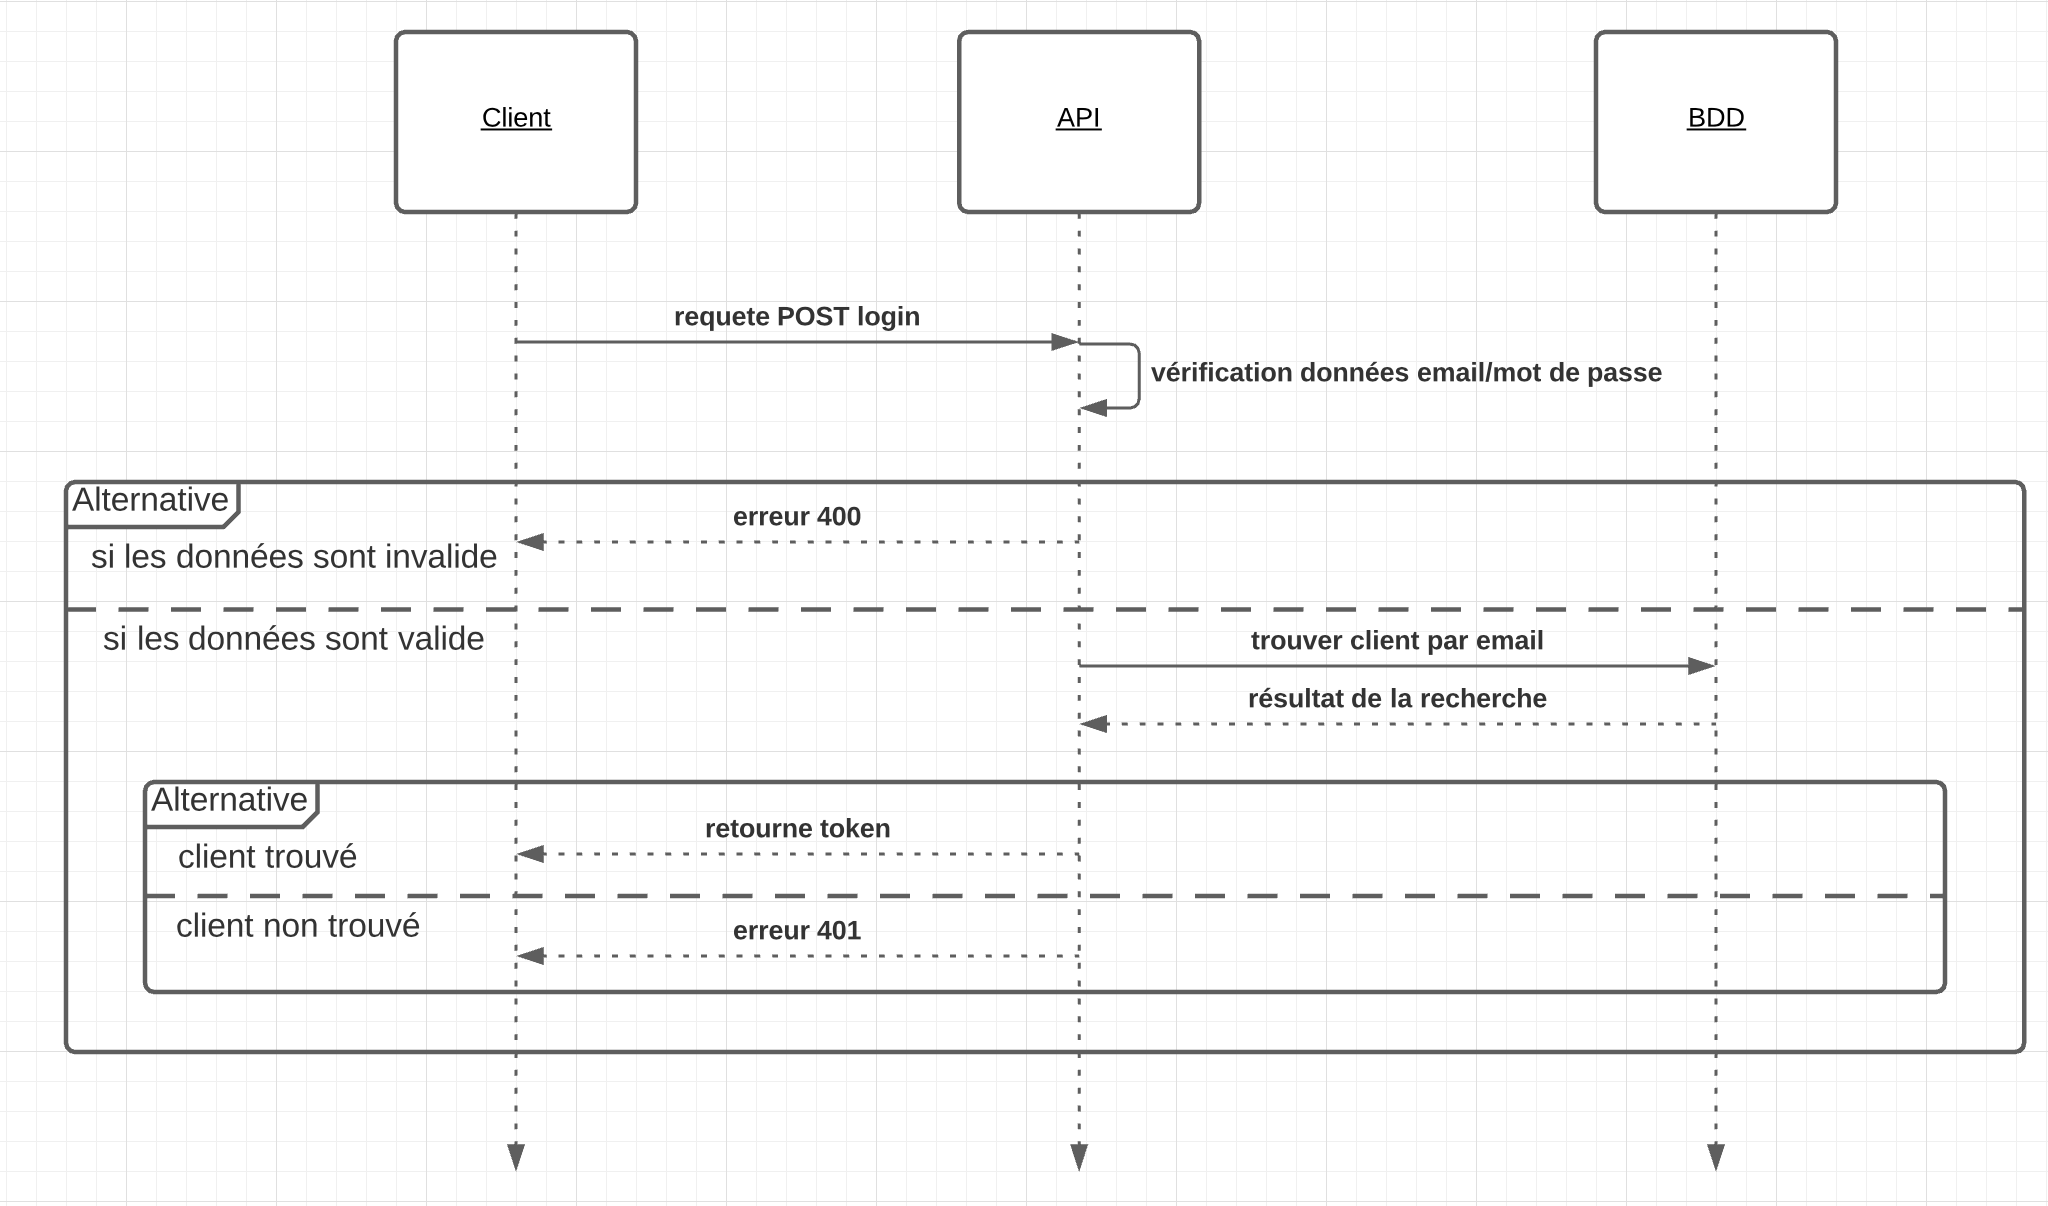 Client
API
BDD
requete POST login
vérification données email/mot de passe
Alternative
erreur 400
si les données sont invalide
si les données sont valide
trouver client par email
résultat de la recherche
Alternative
retourne token
client trouvé
client non trouvé
erreur 401